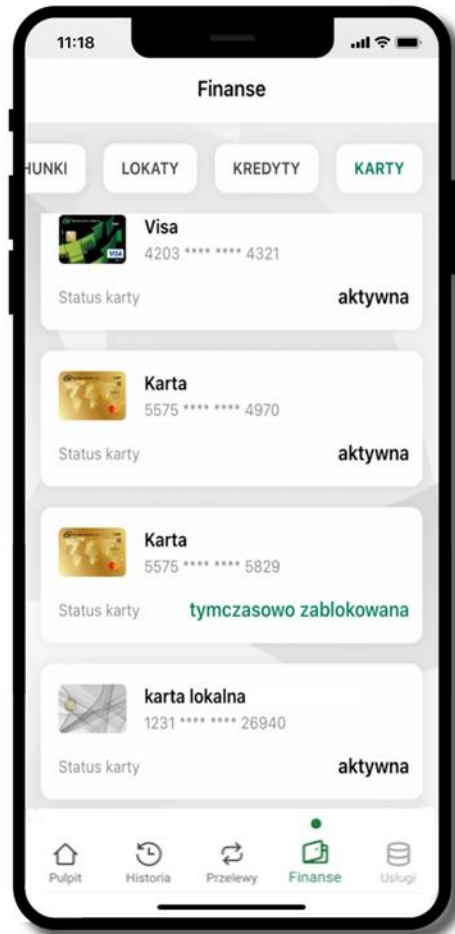 11:18
Finanse
HUNKI LOKATY KREDYTY KARTY
Visa
4203 **** **** 4321
Status karty aktywna
Karta
5575 **** **** 4970
Status karty aktywna
Karta
5575 **** **** 5829
Status karty tymczasowo zablokowana
karta lokalna
1231 **** **** 26940
Status karty aktywna
Pulpit Historia Przelewy Finanse Usługi